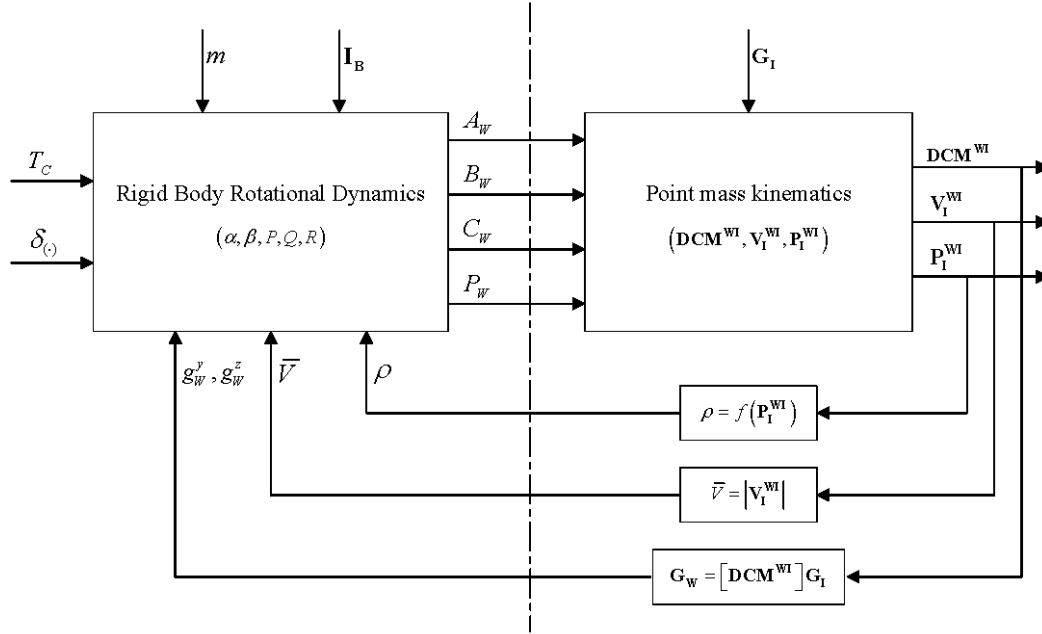 m
I_B
G_I
T_C
δ_(·)
Rigid Body Rotational Dynamics
(α, β, P, Q, R)
A_W
B_W
C_W
P_W
Point mass kinematics
(DCM^WI, V_I^WI, P_I^WI)
DCM^WI
V_I^WI
P_I^WI
g_W^y, g_W^z
V̅
ρ
ρ = f(P_I^WI)
V̅ = |V_I^WI|
G_W = [DCM^WI]G_I